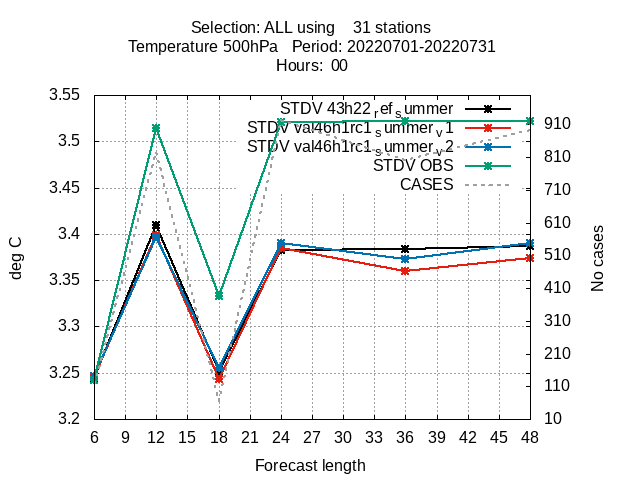 Selection: ALL using 31 stations
Temperature 500hPa Period: 20220701-20220731
Hours: 00
STDV 43h22_ref_summer
STDV val46h1rc1_summer_v1
STDV val46h1rc1_summer_v2
STDV OBS
CASES
3.55
3.5
3.45
3.4
3.35
3.3
3.25
3.2
deg C
910
810
710
610
510
410
310
210
110
10
No cases
6 9 12 15 18 21 24 27 30 33 36 39 42 45 48
Forecast length